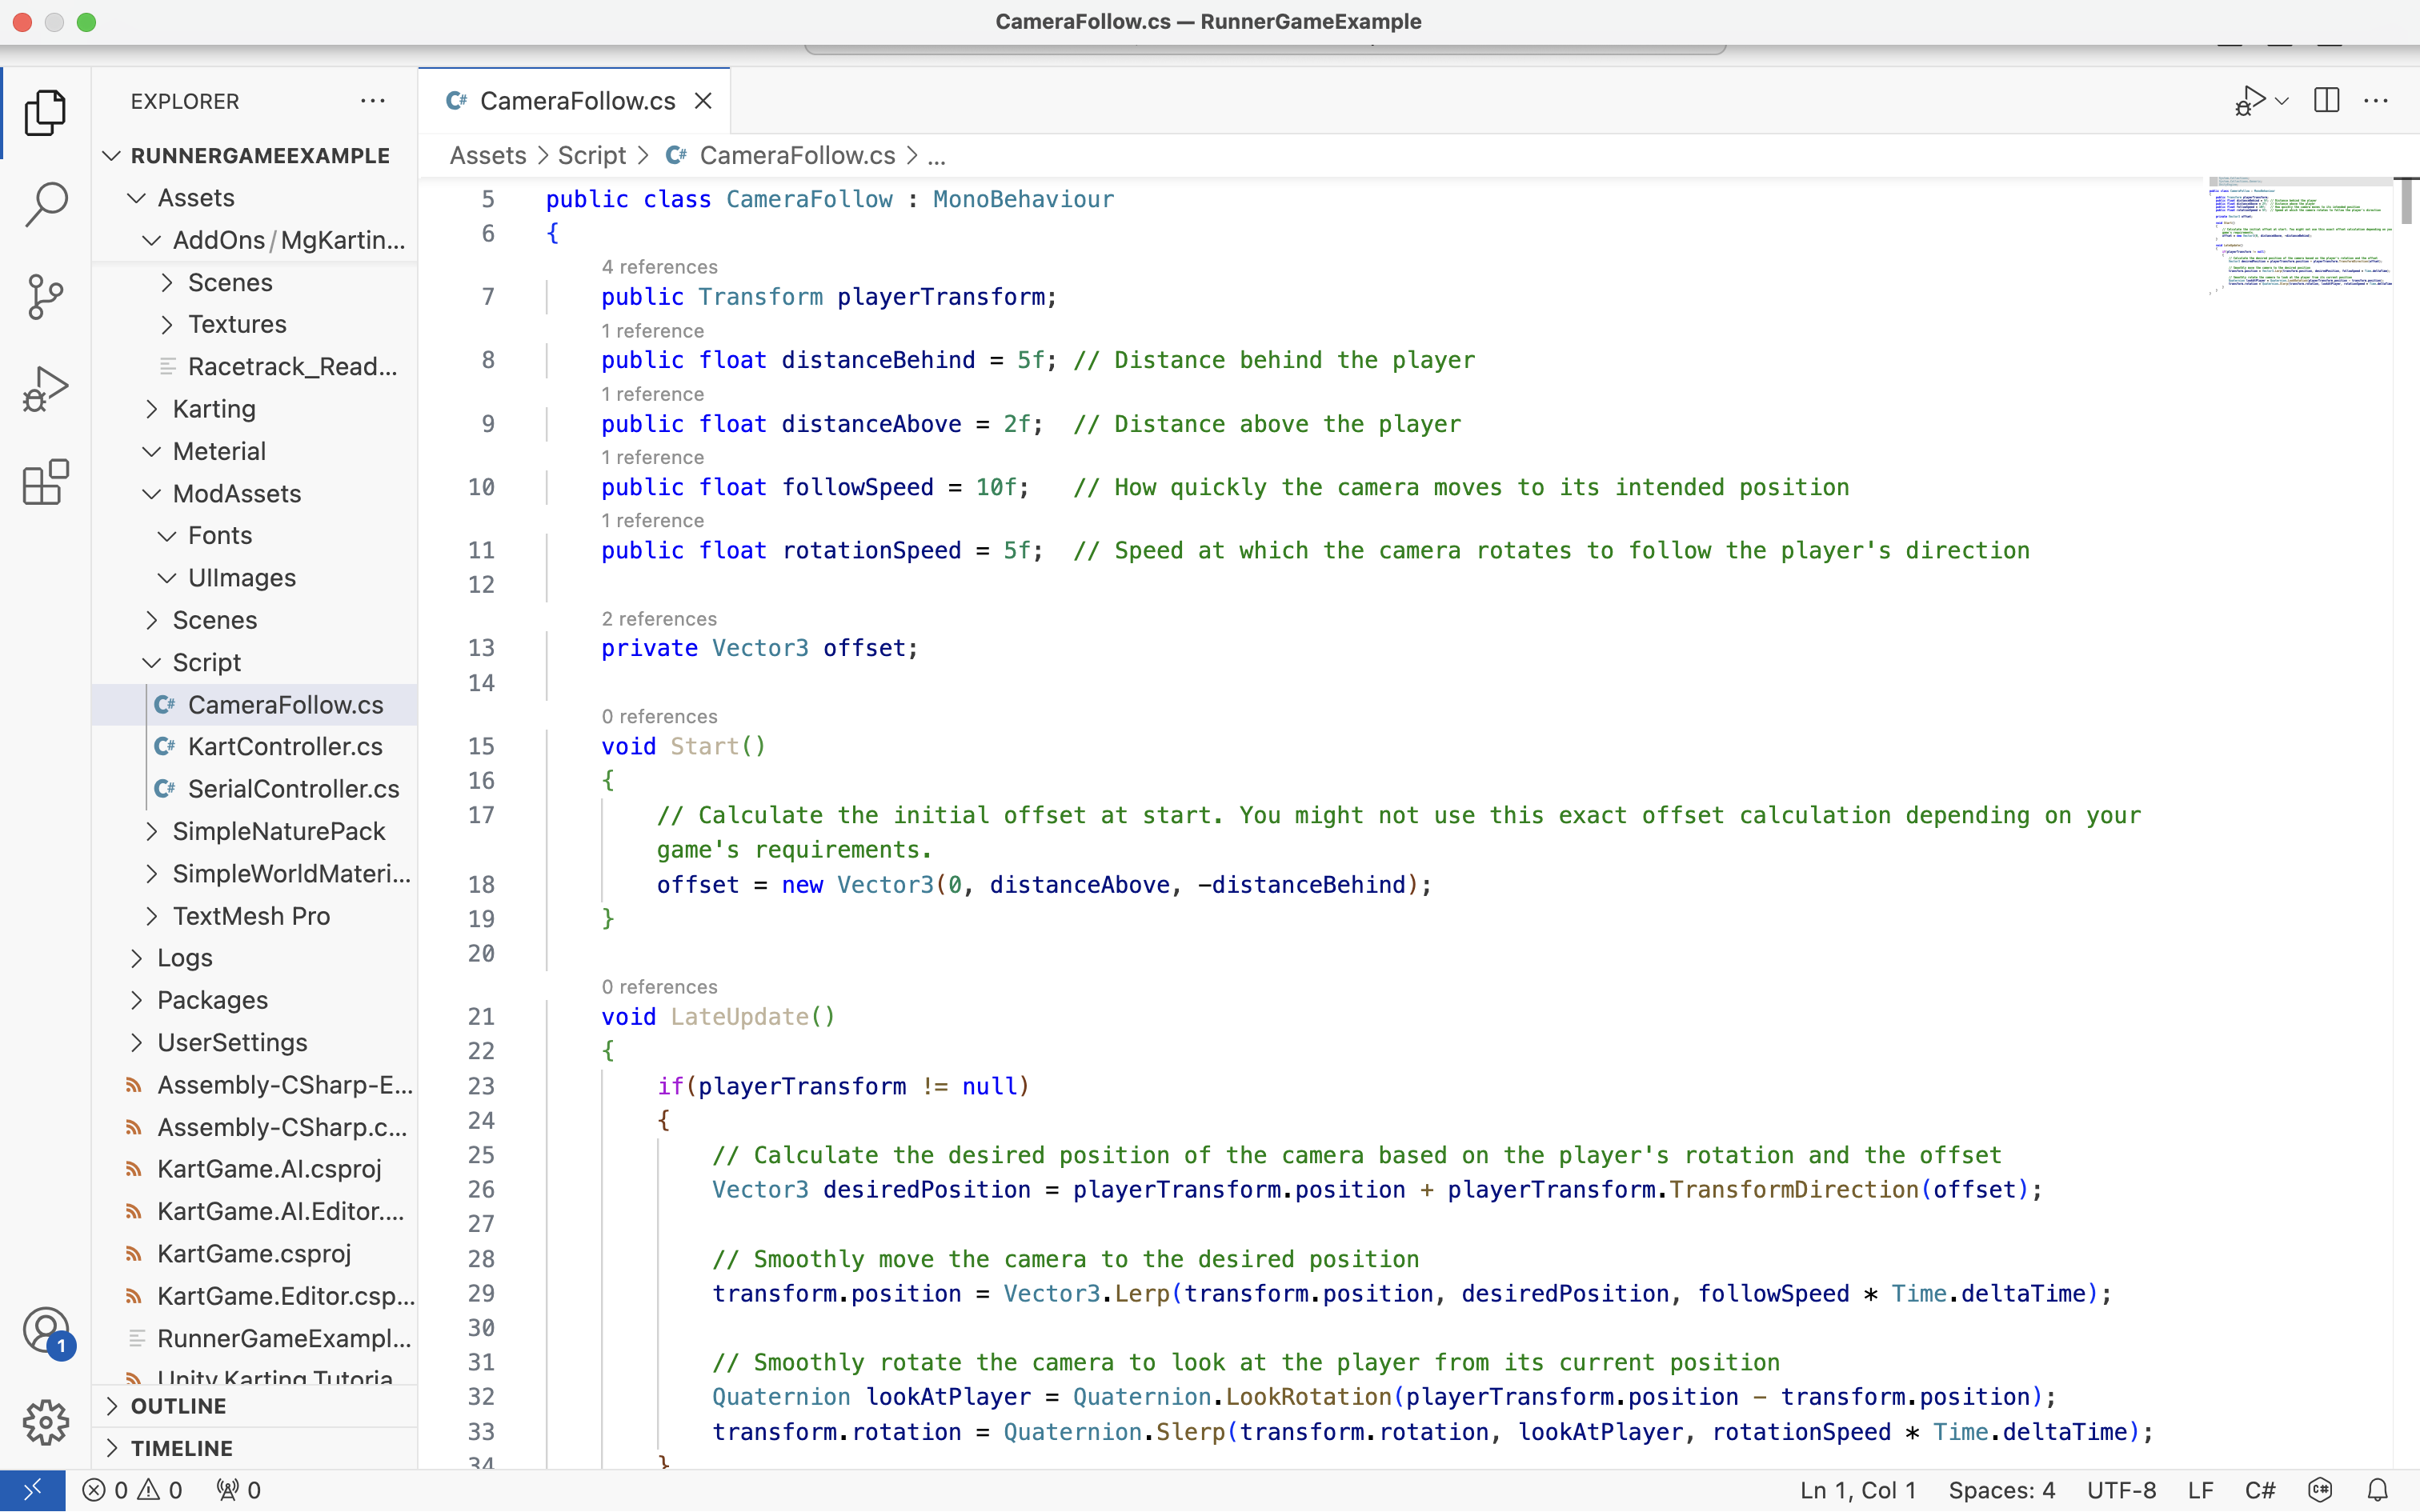 CameraFollow.cs — RunnerGameExample
EXPLORER
RUNNERGAMEEXAMPLE
Assets
AddOns/MgKartin...
Scenes
Textures
Racetrack_Read...
Karting
Meterial
ModAssets
Fonts
UIImages
Scenes
Script
CameraFollow.cs
KartController.cs
SerialController.cs
SimpleNaturePack
SimpleWorldMateri...
TextMesh Pro
Logs
Packages
UserSettings
Assembly-CSharp-E...
Assembly-CSharp.c...
KartGame.AI.csproj
KartGame.AI.Editor....
KartGame.csproj
KartGame.Editor.csp...
RunnerGameExampl...
Unity.Karting.Tutoria
OUTLINE
TIMELINE
1
C# CameraFollow.cs
Assets > Script > C# CameraFollow.cs > ...
5 public class CameraFollow : MonoBehaviour
6 {
4 references
7 public Transform playerTransform;
1 reference
8 public float distanceBehind = 5f; // Distance behind the player
1 reference
9 public float distanceAbove = 2f; // Distance above the player
1 reference
10 public float followSpeed = 10f; // How quickly the camera moves to its intended position
1 reference
11 public float rotationSpeed = 5f; // Speed at which the camera rotates to follow the player's direction
12
2 references
13 private Vector3 offset;
14
0 references
15 void Start()
16 {
17 // Calculate the initial offset at start. You might not use this exact offset calculation depending on your
game's requirements.
18 offset = new Vector3(0, distanceAbove, -distanceBehind);
19 }
20
0 references
21 void LateUpdate()
22 {
23 if(playerTransform != null)
24 {
25 // Calculate the desired position of the camera based on the player's rotation and the offset
26 Vector3 desiredPosition = playerTransform.position + playerTransform.TransformDirection(offset);
27
28 // Smoothly move the camera to the desired position
29 transform.position = Vector3.Lerp(transform.position, desiredPosition, followSpeed * Time.deltaTime);
30
31 // Smoothly rotate the camera to look at the player from its current position
32 Quaternion lookAtPlayer = Quaternion.LookRotation(playerTransform.position - transform.position);
33 transform.rotation = Quaternion.Slerp(transform.rotation, lookAtPlayer, rotationSpeed * Time.deltaTime);
34 }
0 0 0
Ln 1, Col 1 Spaces: 4 UTF-8 LF C#